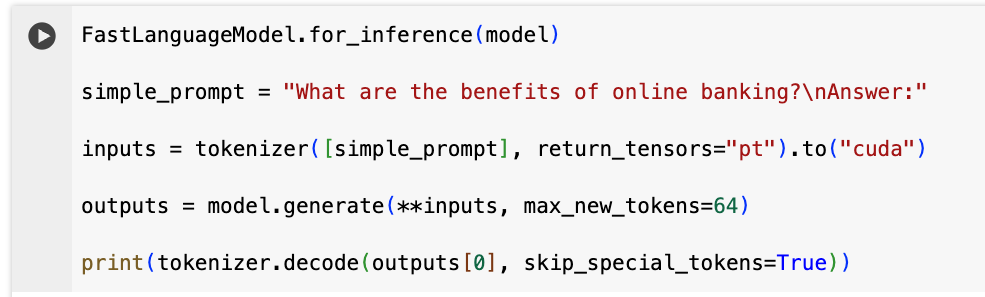 FastLanguageModel.for_inference(model)
simple_prompt = "What are the benefits of online banking?\nAnswer:"
inputs = tokenizer([simple_prompt], return_tensors="pt").to("cuda")
outputs = model.generate(**inputs, max_new_tokens=64)
print(tokenizer.decode(outputs[0], skip_special_tokens=True))